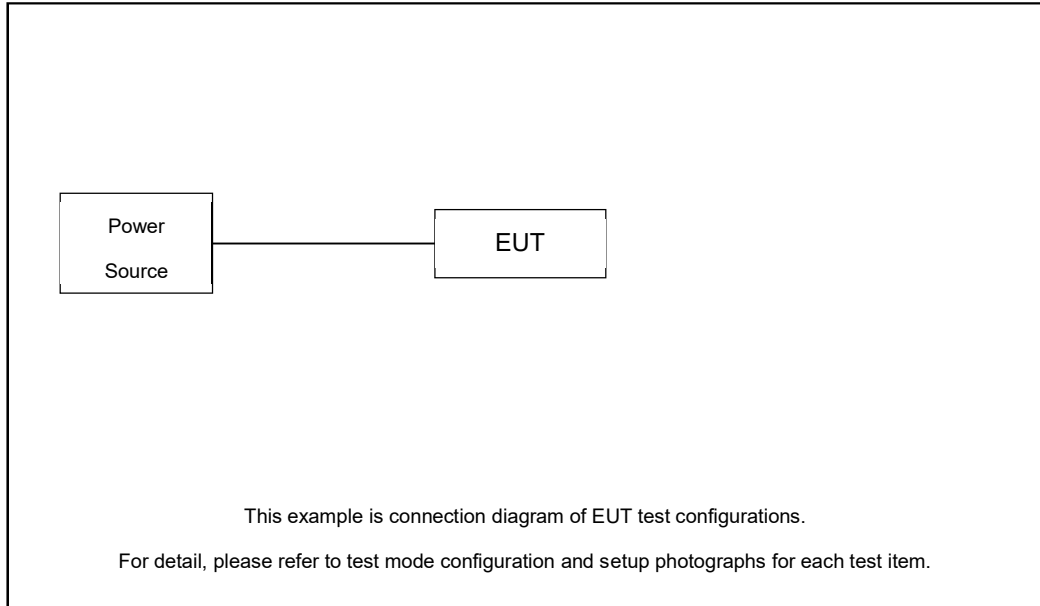 Power
Source
EUT
This example is connection diagram of EUT test configurations.
For detail, please refer to test mode configuration and setup photographs for each test item.